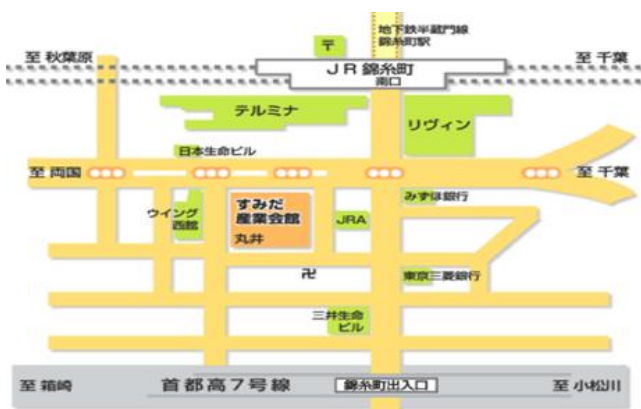 地下鉄半蔵門線
錦糸町駅
〒
至 秋葉原
JR錦糸町
南口
至 千葉
テルミナ
リヴィン
日本生命ビル
至 両国
至 千葉
ウイング
西館
すみだ
産業会館
丸井
JRA
みずほ銀行
卍
東京三菱銀行
三井生命
ビル
至 箱崎
首都高7号線
錦糸町出入口
至 小松川